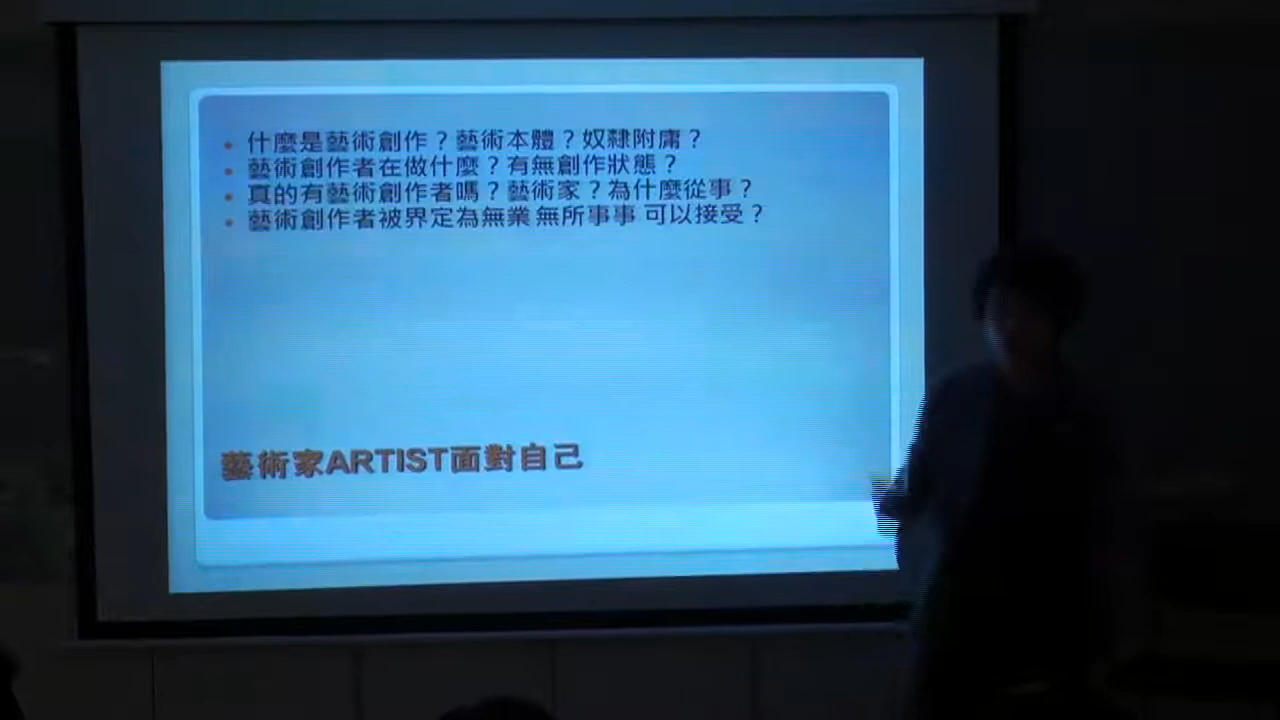 什麼是藝術創作？藝術本體？奴隸附庸？
藝術創作者在做什麼？有無創作狀態？
真的有藝術創作者嗎？藝術家？為什麼從事？
藝術創作者被界定為無業 無所事事 可以接受？
藝術家ARTIST面對自己